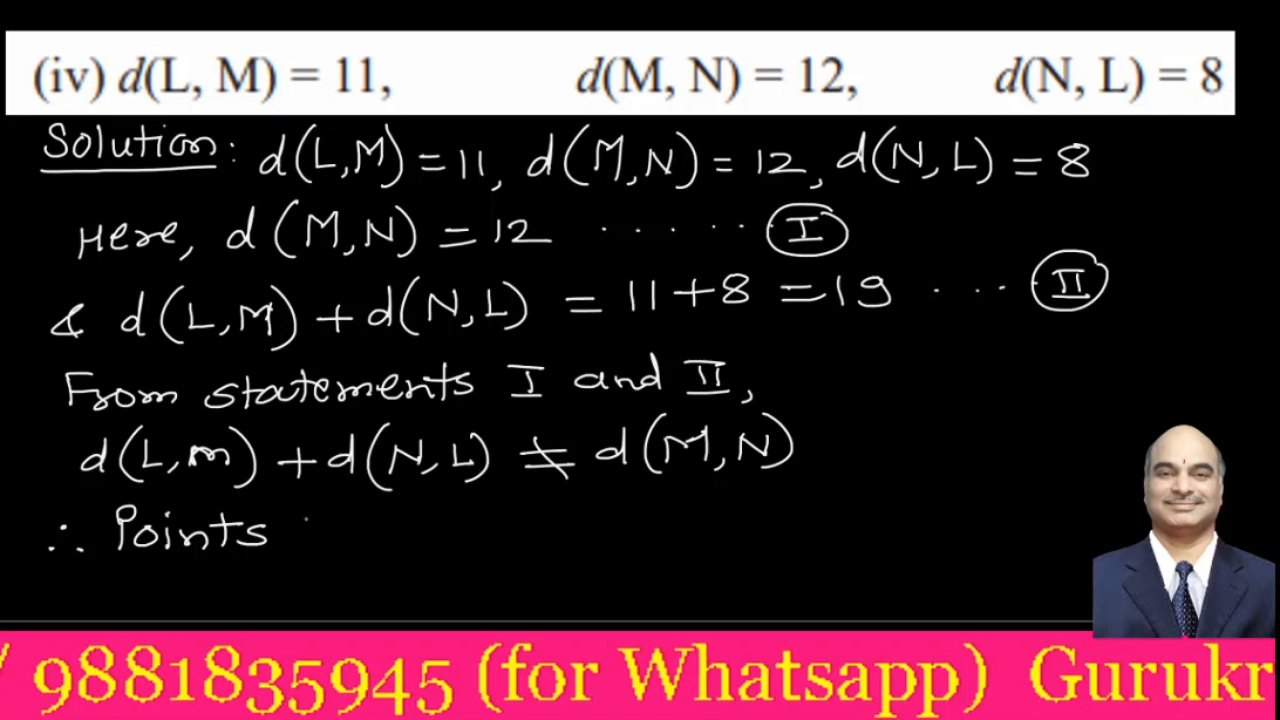 (iv) d(L, M) = 11, d(M, N) = 12, d(N, L) = 8
Solution: d(L,M) = 11, d(M,N) = 12, d(N, L) = 8
Here, d(M,N) = 12 ..... I
& d(L,M) + d(N,L) = 11 + 8 = 19 .... II
From statements I and II,
d(L,m) + d(N,L) ≠ d(M,N)
∴ Points
9881835945 (for Whatsapp) Gurukr